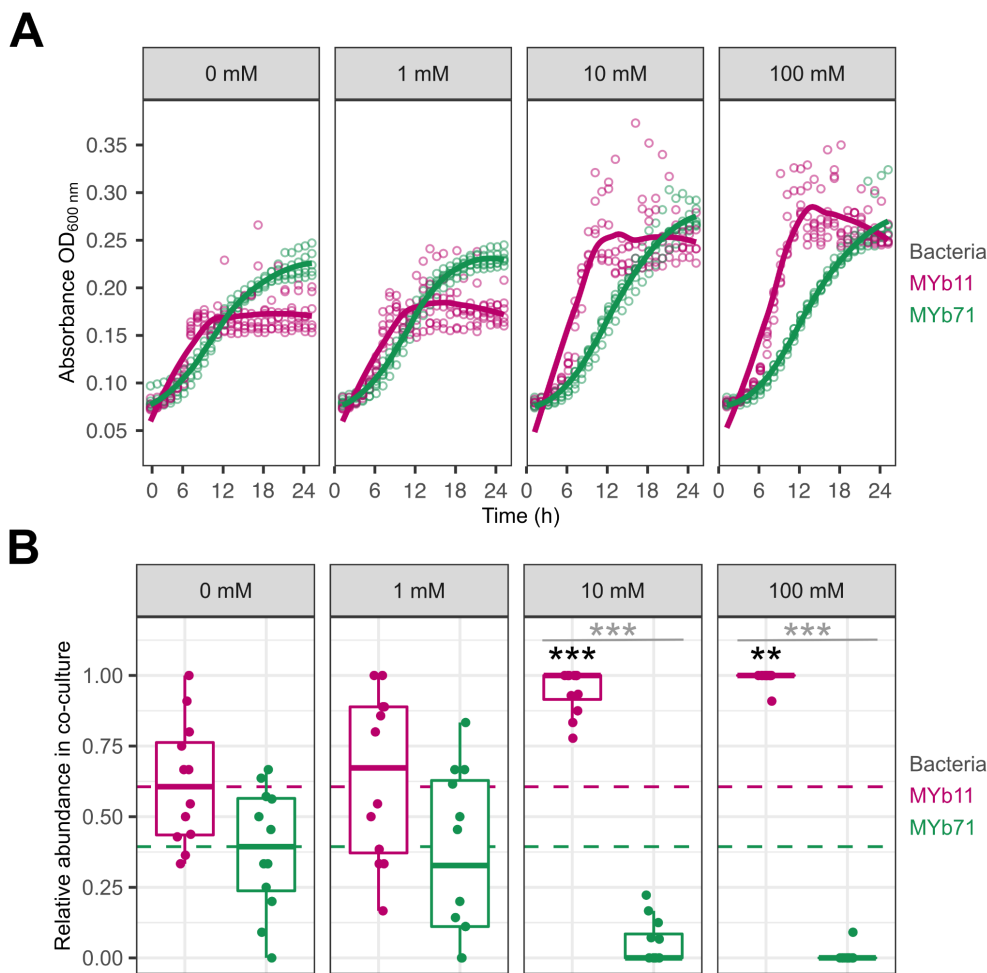 A
0 mM 1 mM 10 mM 100 mM
0.35
0.30
0.25
0.20
0.15
0.10
0.05
Absorbance OD600 nm
Bacteria
MYb11
MYb71
0 6 12 18 24 0 6 12 18 24 0 6 12 18 24 0 6 12 18 24
Time (h)
B
0 mM 1 mM 10 mM 100 mM
*** ***
*** **
1.00
0.75
0.50
0.25
0.00
Relative abundance in co-culture
Bacteria
MYb11
MYb71